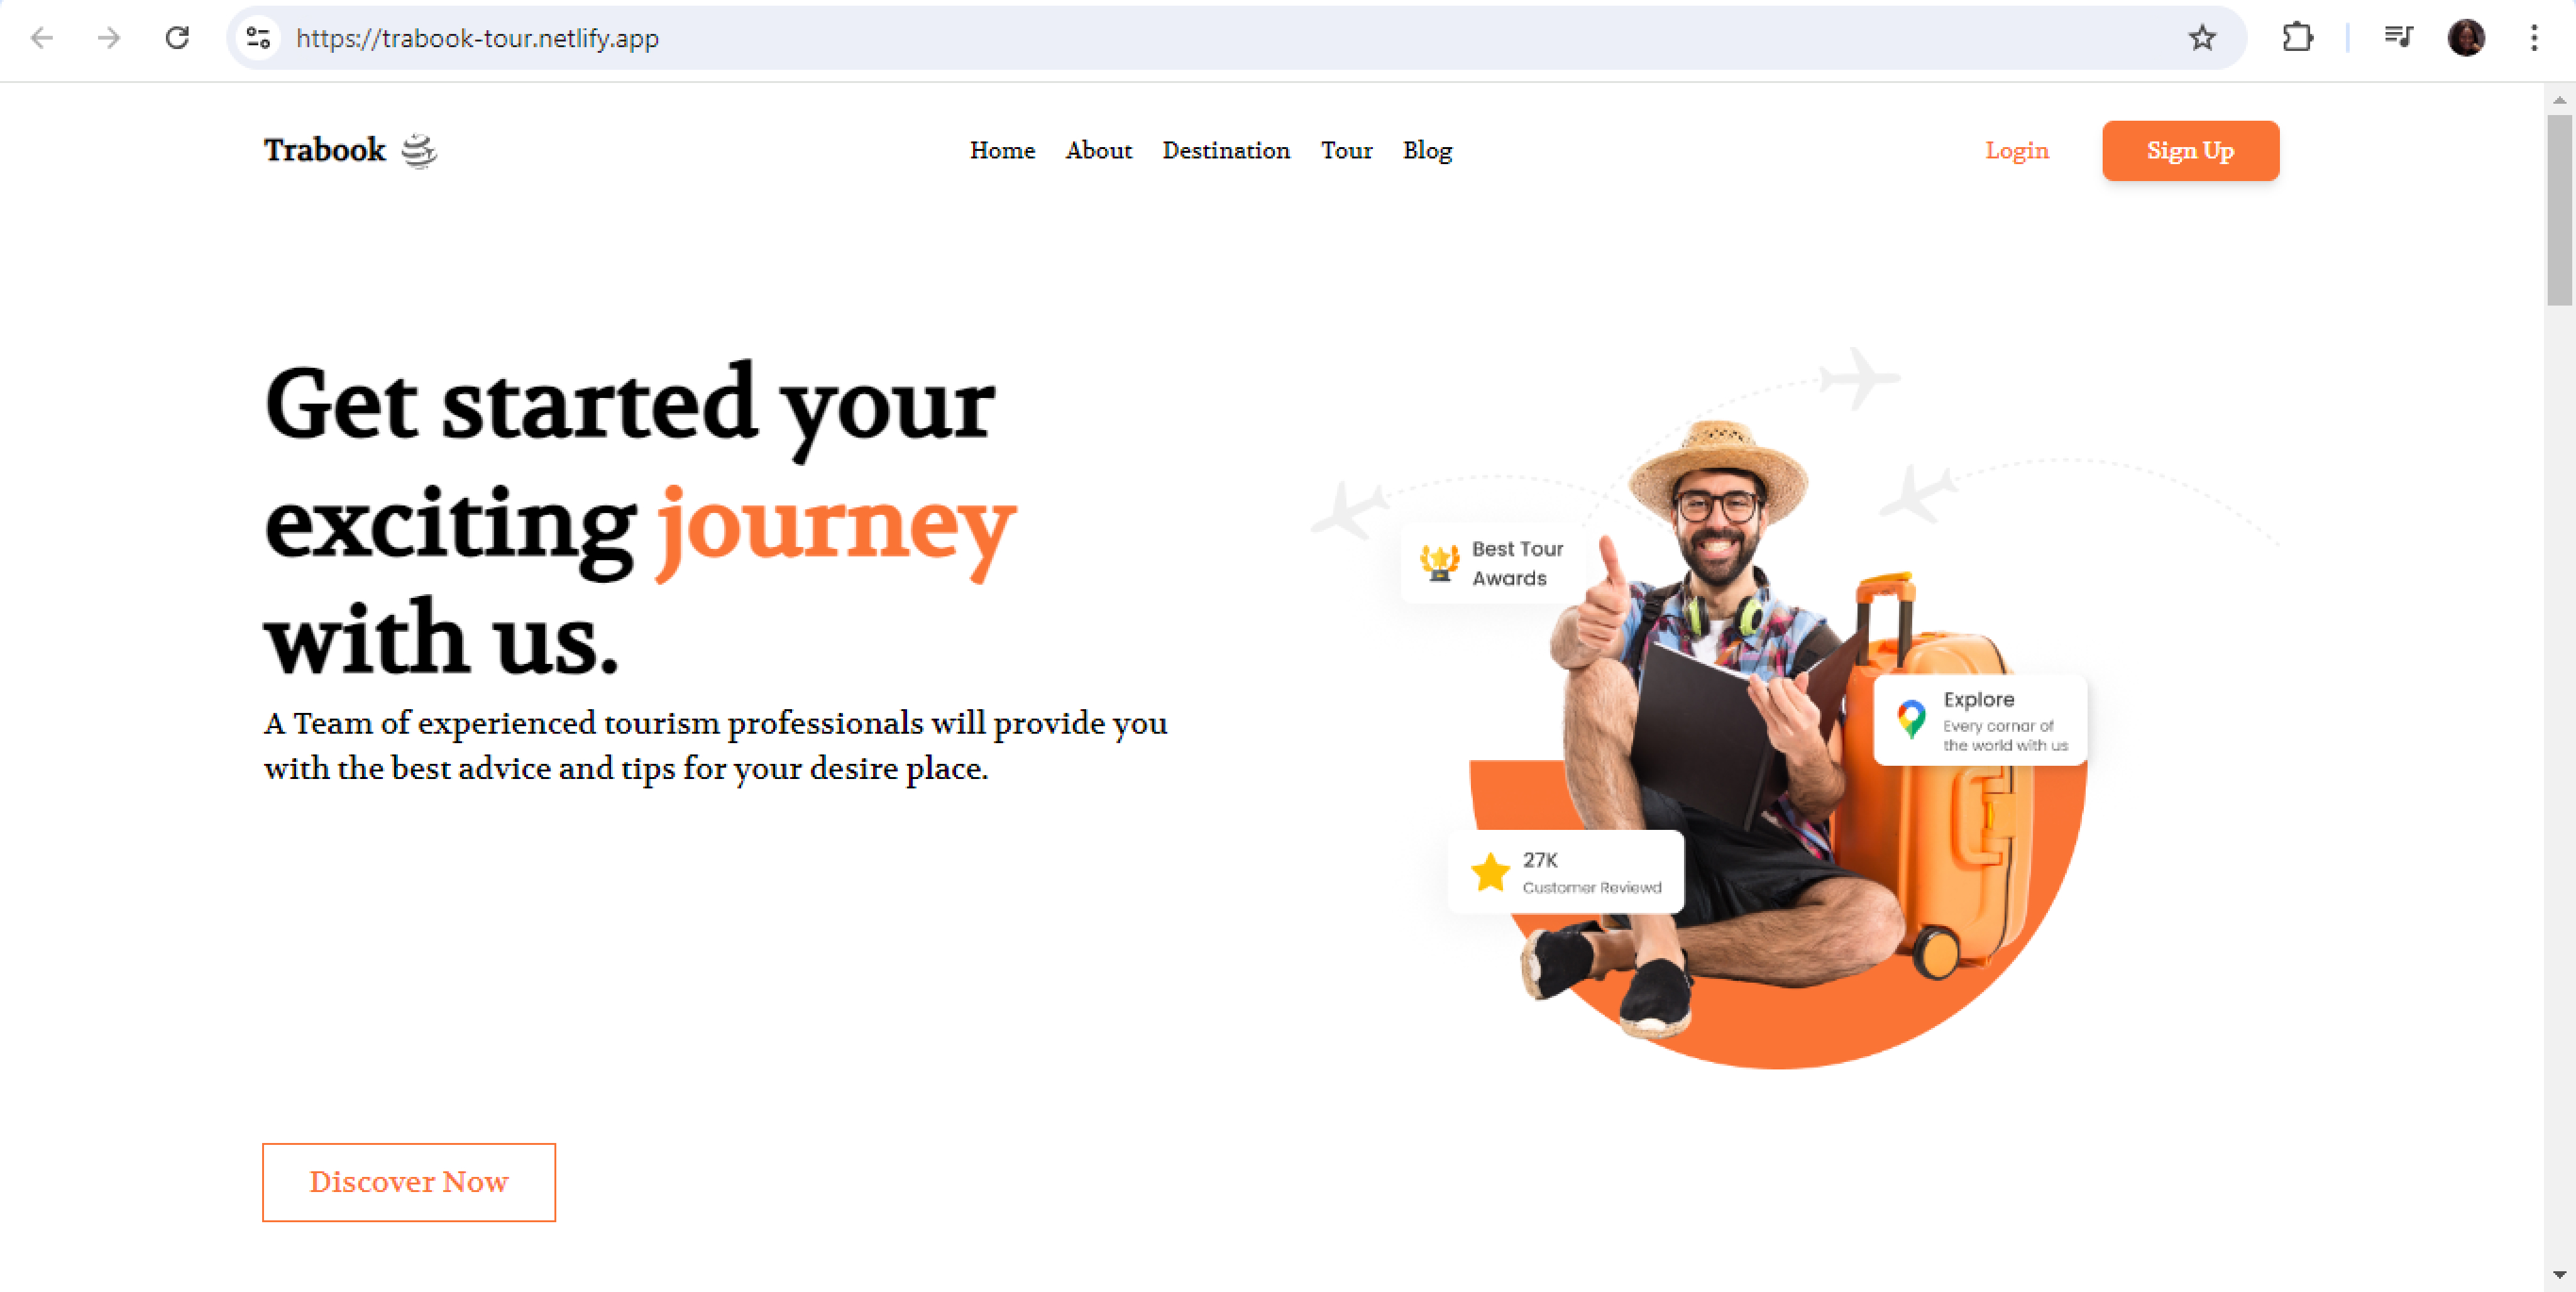 https://trabook-tour.netlify.app
Trabook
Home About Destination Tour Blog
Login
Sign Up
Get started your
exciting journey
with us.
A Team of experienced tourism professionals will provide you
with the best advice and tips for your desire place.
Discover Now
Best Tour
Awards
Explore
Every cornar of
the world with us
27K
Customer Reviewd